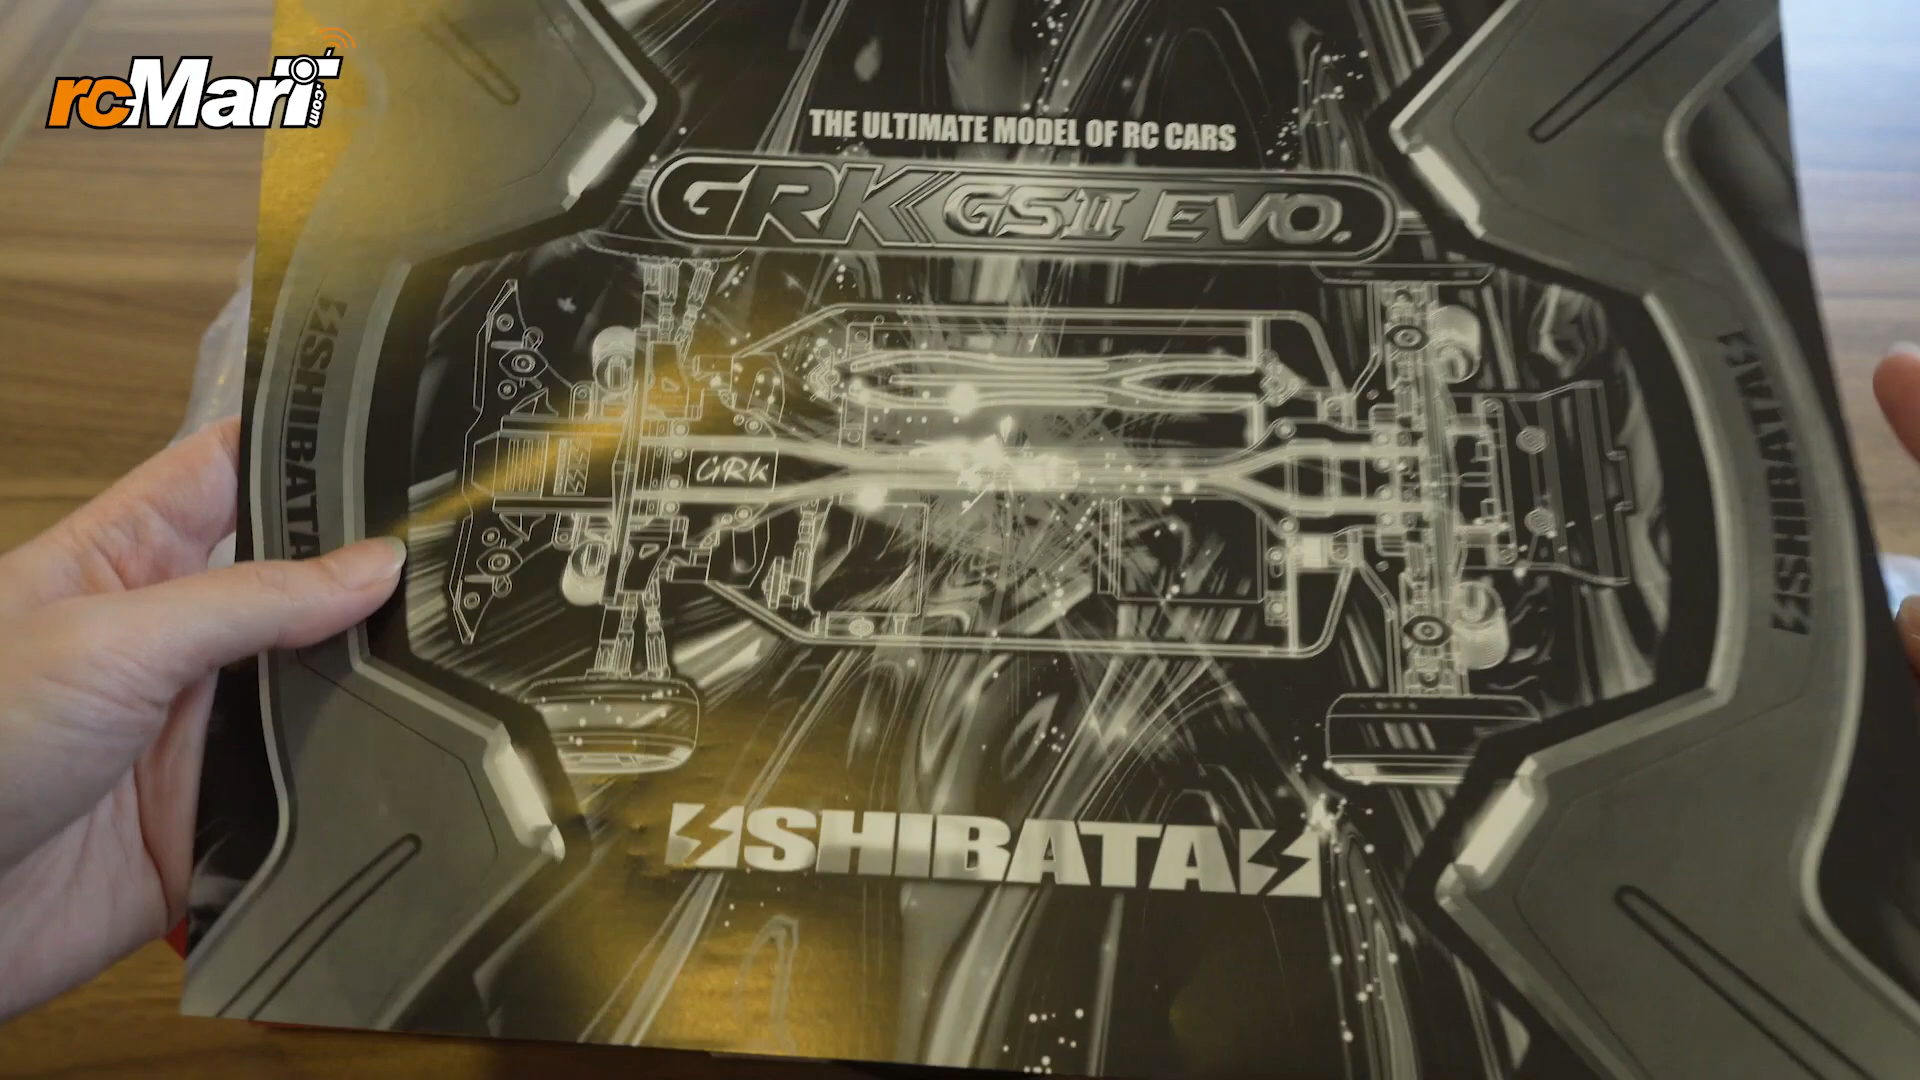 rcMart.com
THE ULTIMATE MODEL OF RC CARS
GRK GSII EVO.
SHIBATA
SHIBATA
GRK
SHIBATA